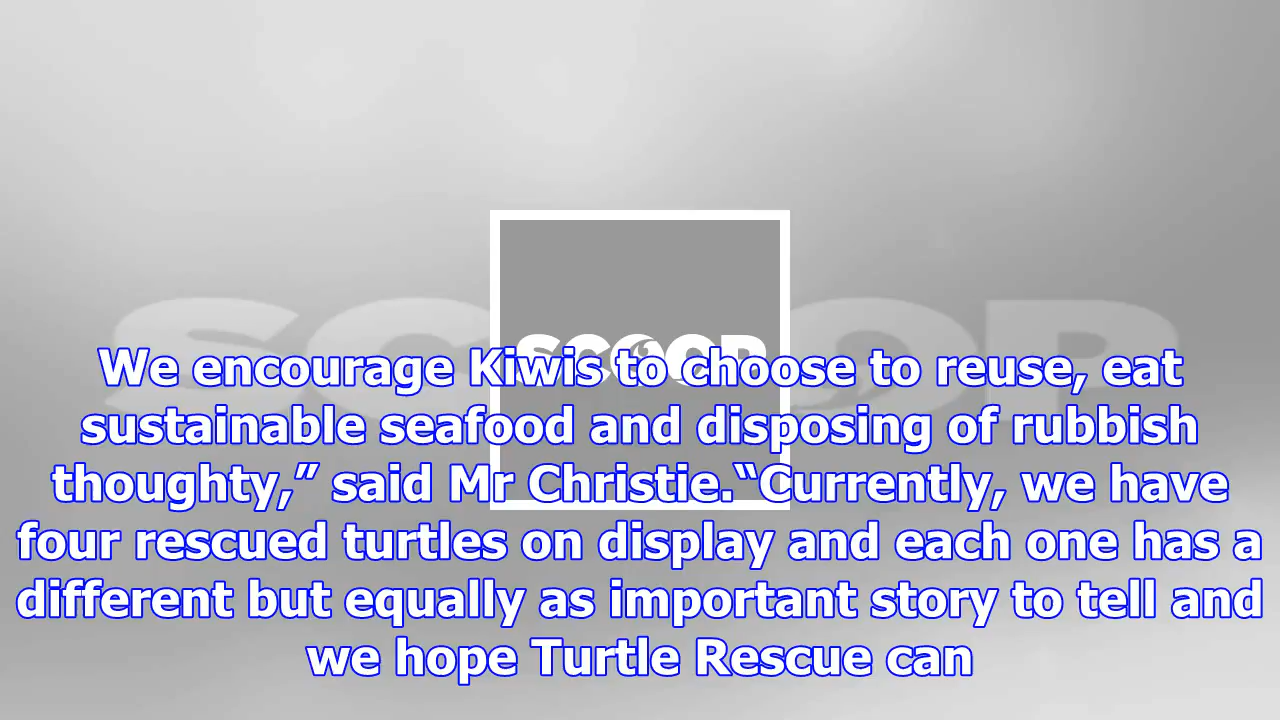 SCOOP
SCOOP
We encourage Kiwis to choose to reuse, eat
sustainable seafood and disposing of rubbish
thoughty,” said Mr Christie.“Currently, we have
four rescued turtles on display and each one has a
different but equally as important story to tell and
we hope Turtle Rescue can